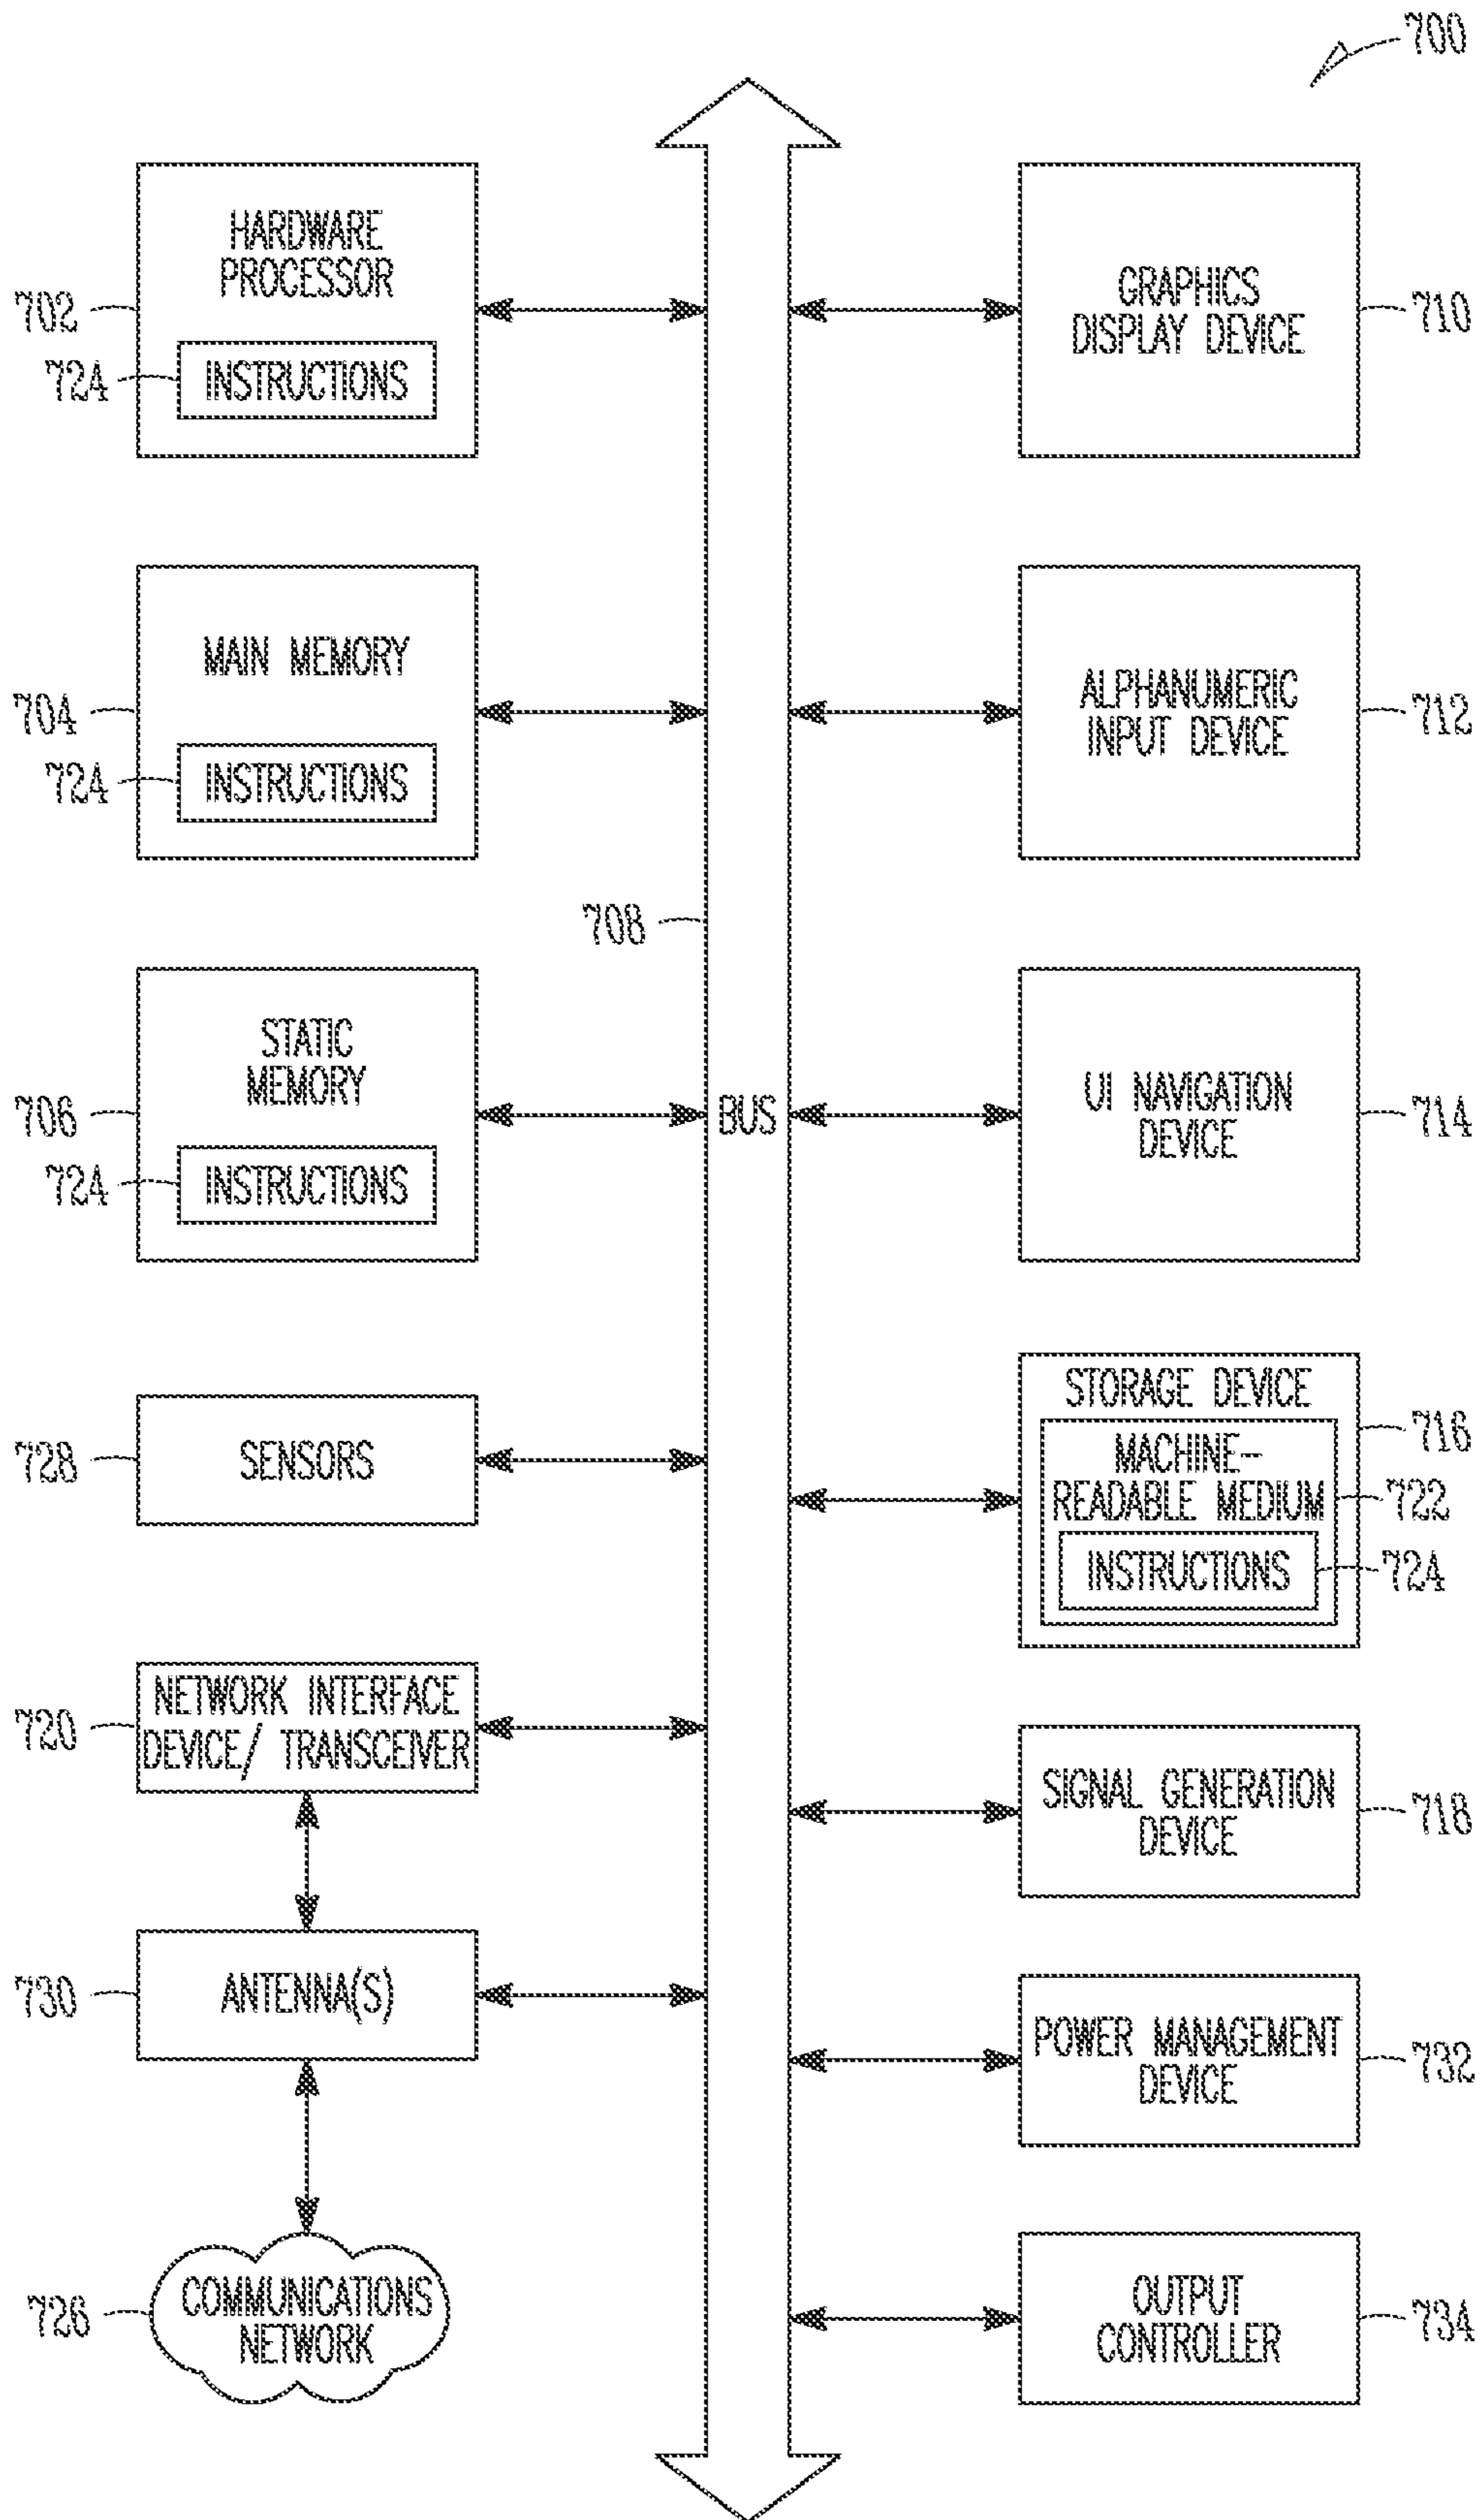 700
HARDWARE
PROCESSOR
702
724
INSTRUCTIONS
GRAPHICS
DISPLAY DEVICE
710
MAIN MEMORY
704
724
INSTRUCTIONS
ALPHANUMERIC
INPUT DEVICE
712
708
BUS
STATIC
MEMORY
706
724
INSTRUCTIONS
UI NAVIGATION
DEVICE
714
SENSORS
728
STORAGE DEVICE
716
MACHINE-
READABLE MEDIUM
722
INSTRUCTIONS
724
NETWORK INTERFACE
DEVICE/ TRANSCEIVER
720
SIGNAL GENERATION
DEVICE
718
ANTENNA(S)
730
POWER MANAGEMENT
DEVICE
732
COMMUNICATIONS
NETWORK
726
OUTPUT
CONTROLLER
734